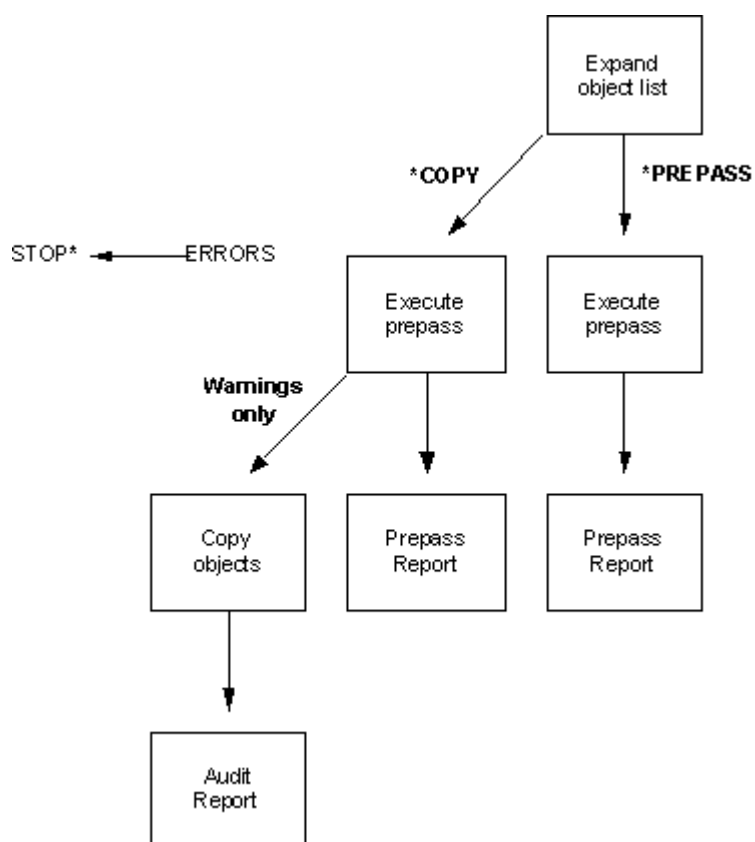 Expand
object list
*COPY
*PREPASS
STOP*
ERRORS
Execute
prepass
Execute
prepass
Warnings
only
Copy
objects
Prepass
Report
Prepass
Report
Audit
Report